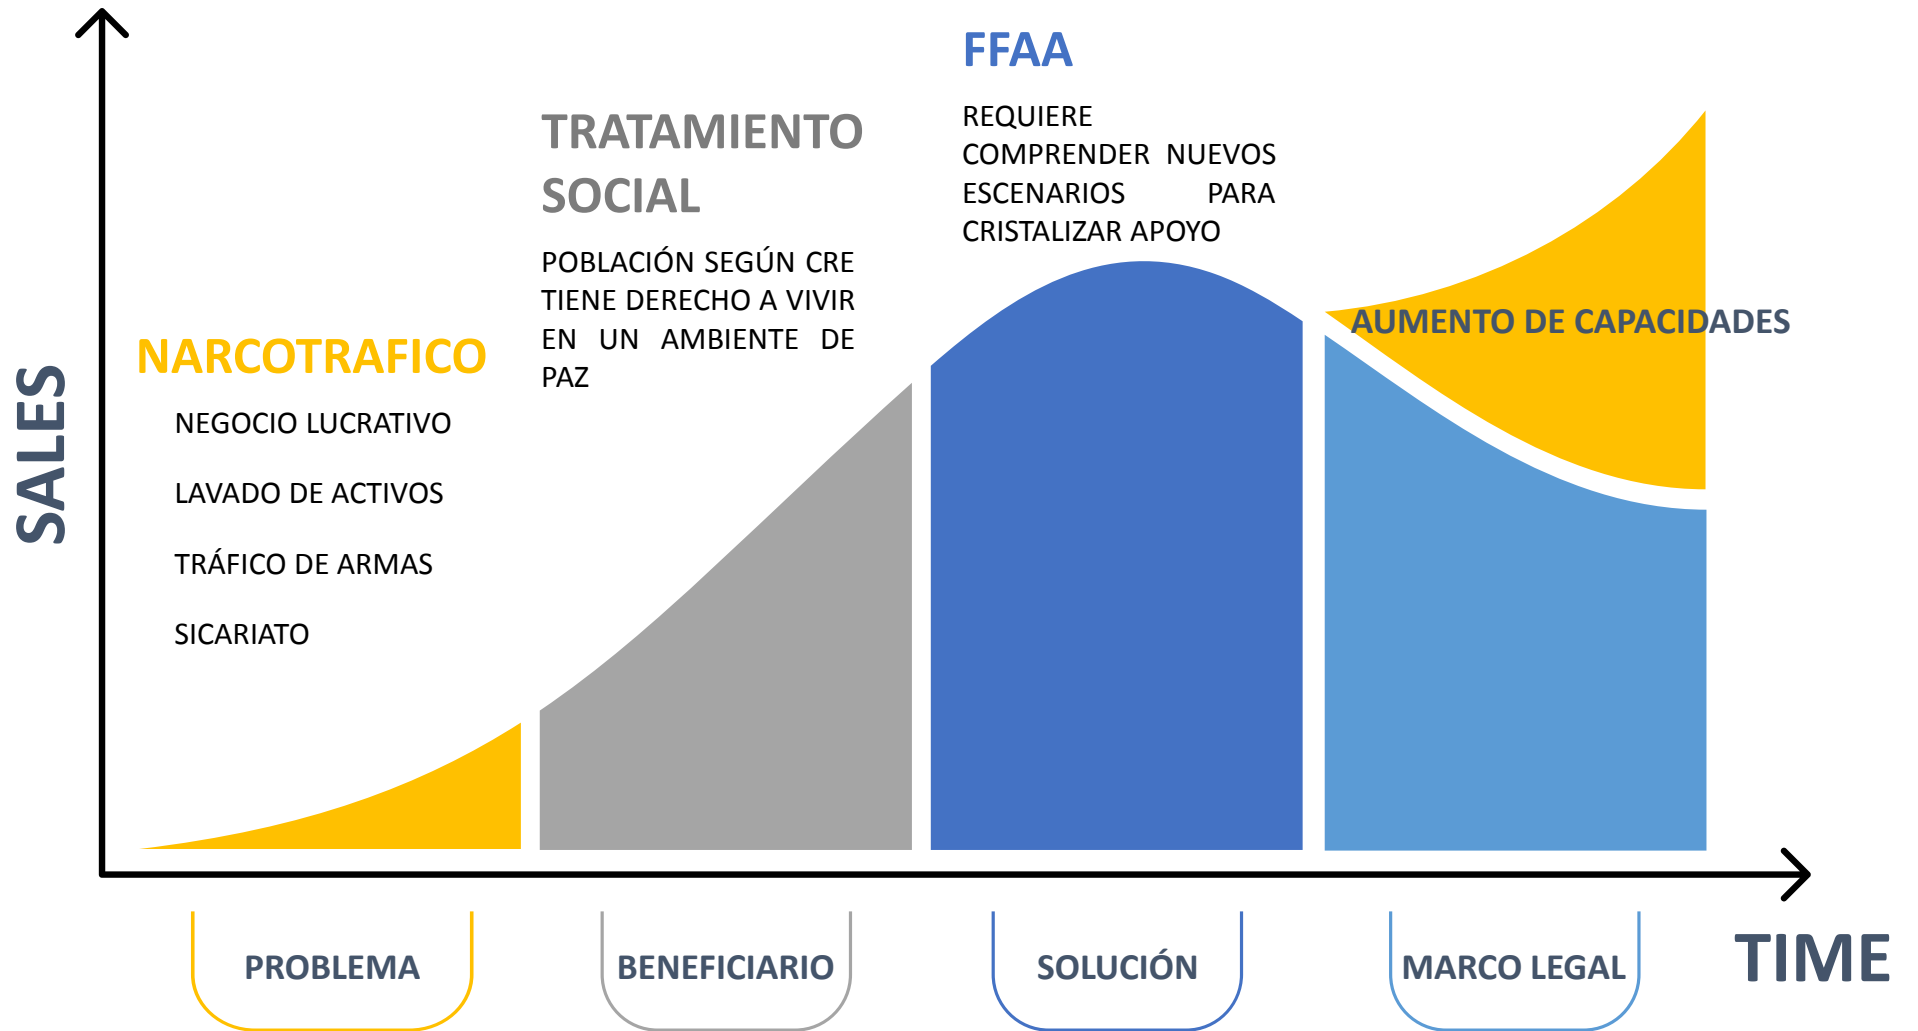 FFAA
REQUIERE
COMPRENDER NUEVOS
ESCENARIOS PARA
CRISTALIZAR APOYO
TRATAMIENTO
SOCIAL
POBLACIÓN SEGÚN CRE
TIENE DERECHO A VIVIR
EN UN AMBIENTE DE
PAZ
NARCOTRAFICO
NEGOCIO LUCRATIVO
LAVADO DE ACTIVOS
TRÁFICO DE ARMAS
SICARIATO
AUMENTO DE CAPACIDADES
SALES
TIME
PROBLEMA
BENEFICIARIO
SOLUCIÓN
MARCO LEGAL